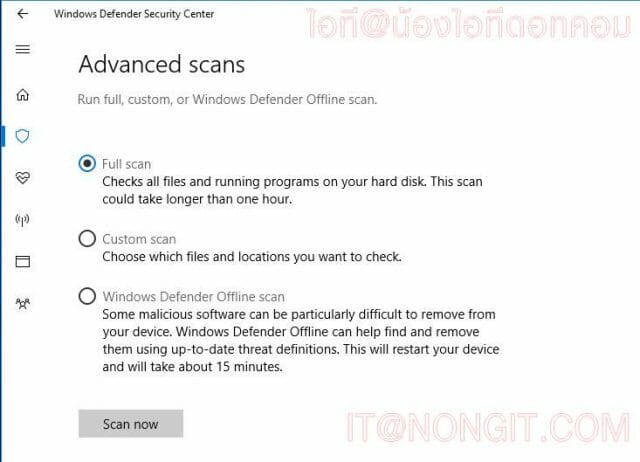 Windows Defender Security Center
ไอที@น้องไอทีดอทคอม
Advanced scans
Run full, custom, or Windows Defender Offline scan.
Full scan
Checks all files and running programs on your hard disk. This scan
could take longer than one hour.
Custom scan
Choose which files and locations you want to check.
Windows Defender Offline scan
Some malicious software can be particularly difficult to remove from
your device. Windows Defender Offline can help find and remove
them using up-to-date threat definitions. This will restart your device
and will take about 15 minutes.
Scan now
IT@NONGIT.COM